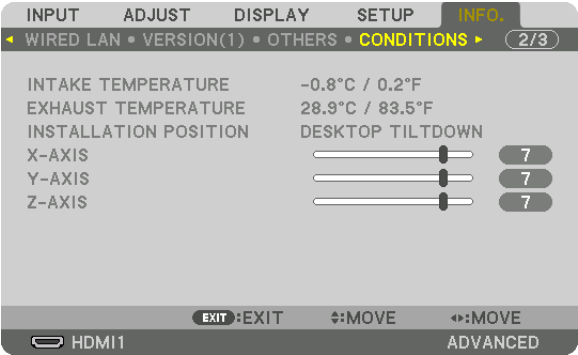 INPUT ADJUST DISPLAY SETUP INFO.
◂ WIRED LAN • VERSION(1) • OTHERS • CONDITIONS ▸ 2/3
INTAKE TEMPERATURE -0.8°C / 0.2°F
EXHAUST TEMPERATURE 28.9°C / 83.5°F
INSTALLATION POSITION DESKTOP TILTDOWN
X-AXIS 7
Y-AXIS 7
Z-AXIS 7
EXIT :EXIT :MOVE :MOVE
HDMI1 ADVANCED